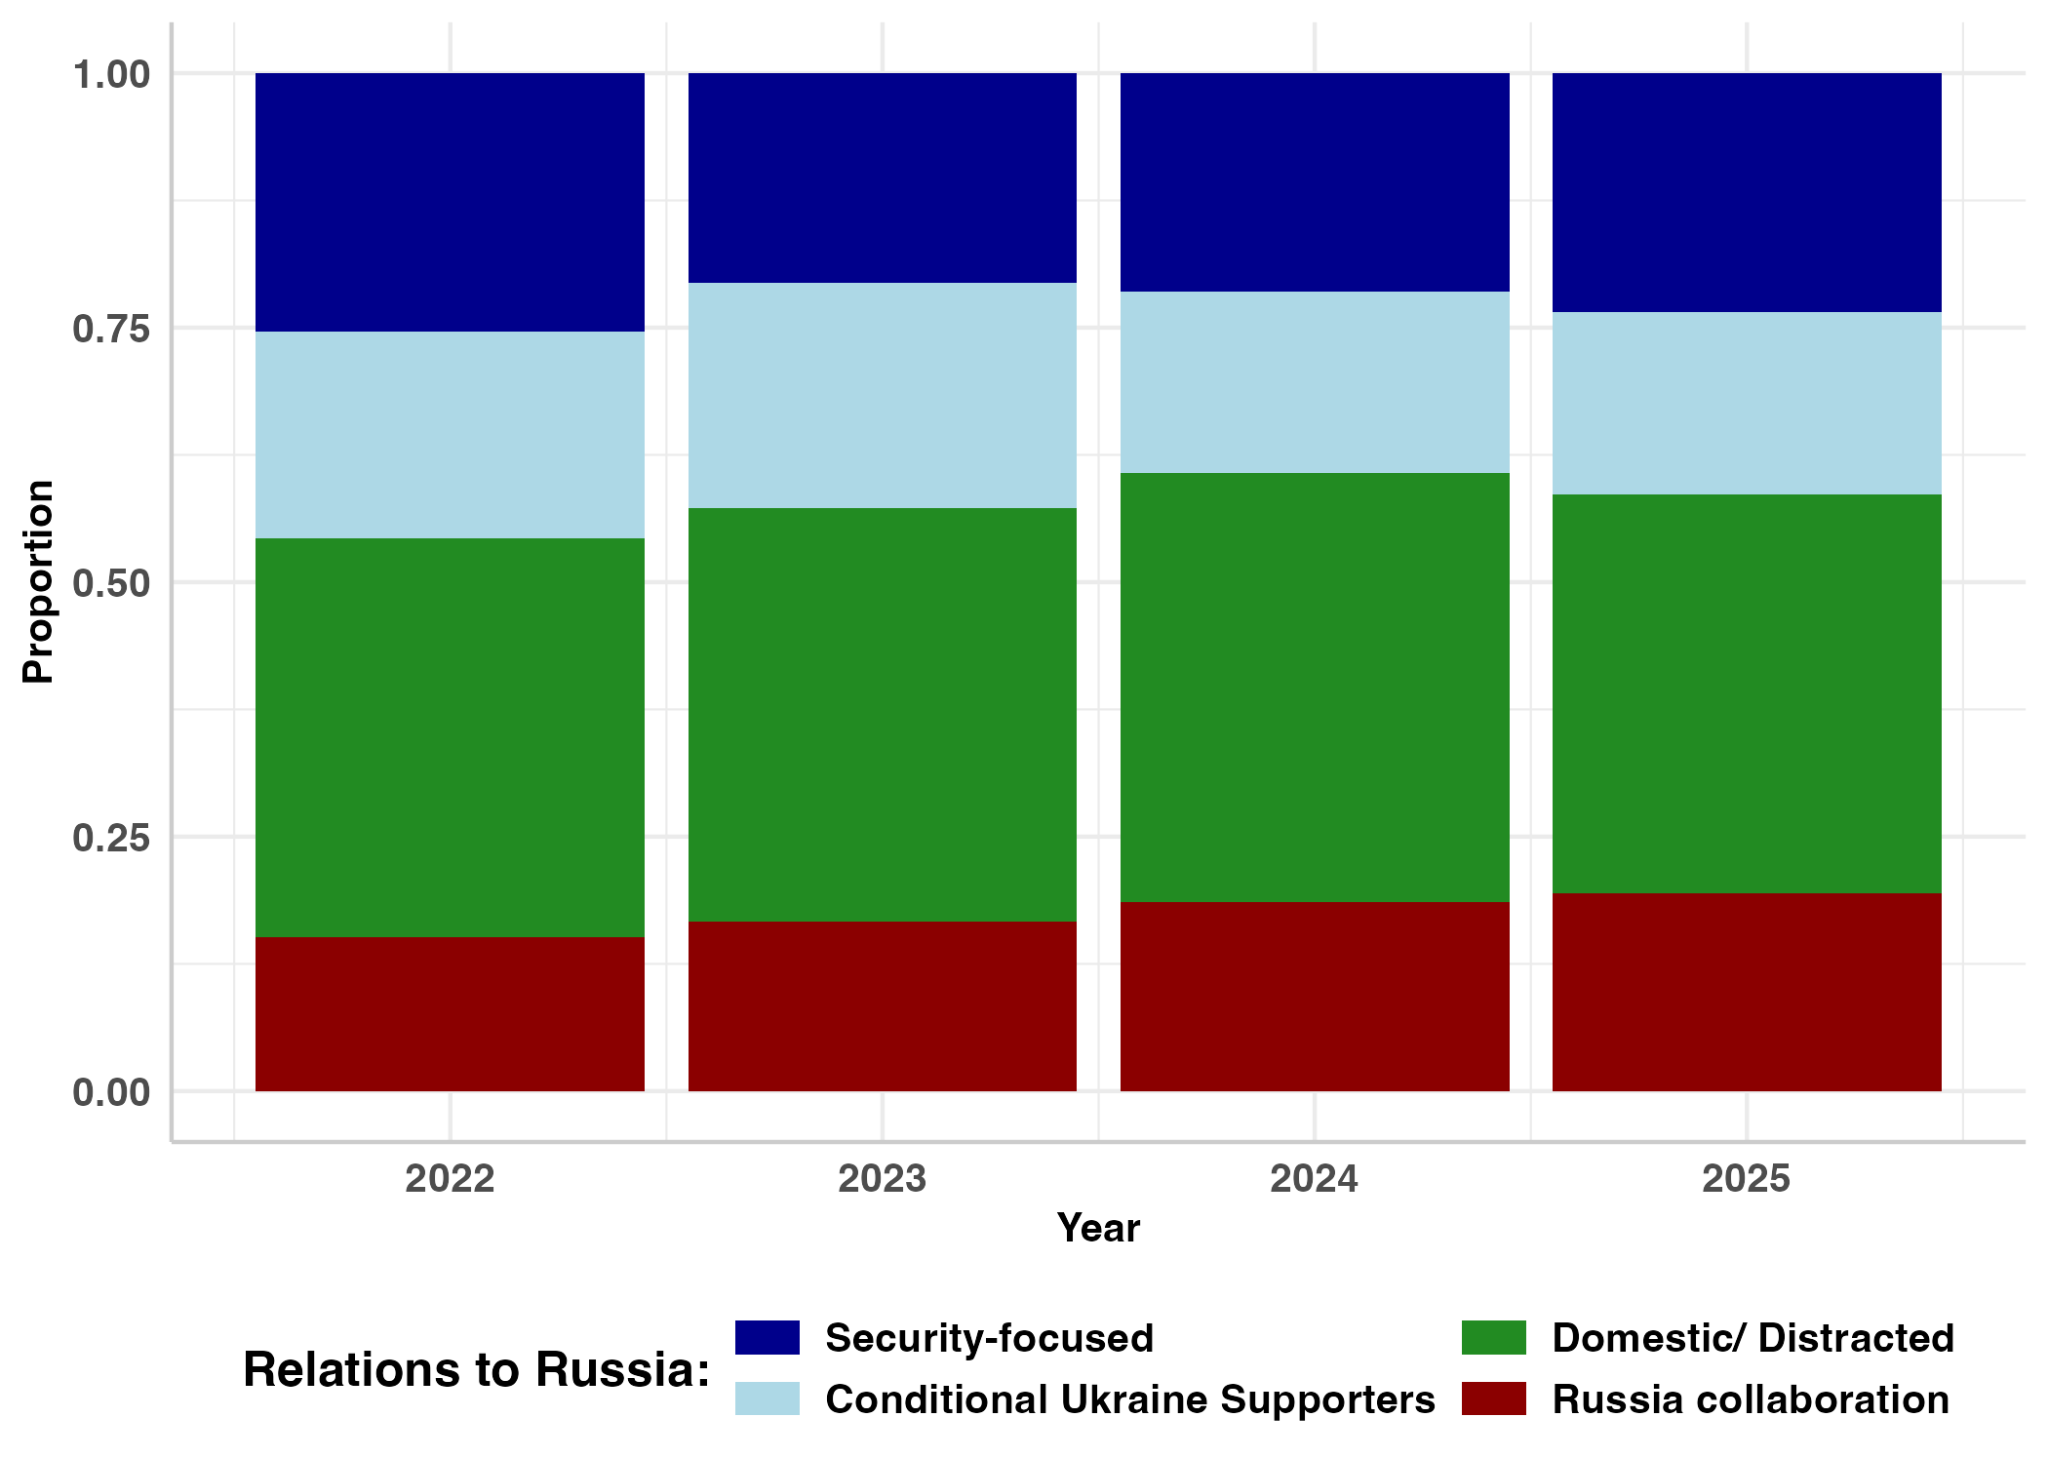 1.00
0.75
0.50
0.25
0.00
Proportion
2022 2023 2024 2025
Year
Relations to Russia:
Security-focused
Conditional Ukraine Supporters
Domestic/ Distracted
Russia collaboration